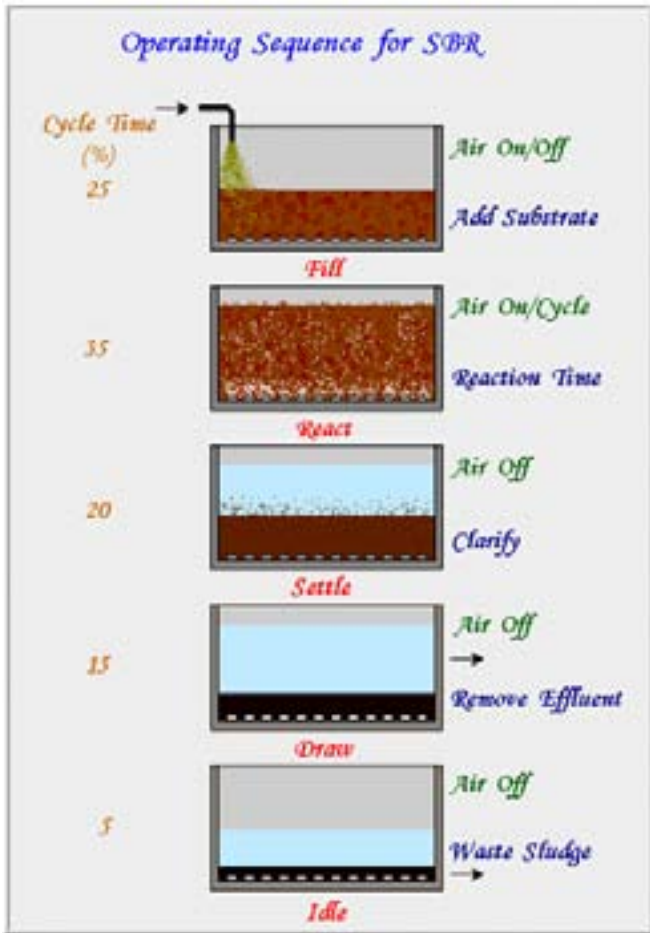 Operating Sequence for SBR
Cycle Time
(%)
25
Air On/Off
Add Substrate
Fill
35
Air On/Cycle
Reaction Time
React
20
Air Off
Clarify
Settle
15
Air Off
Remove Effluent
Draw
5
Air Off
Waste Sludge
Idle